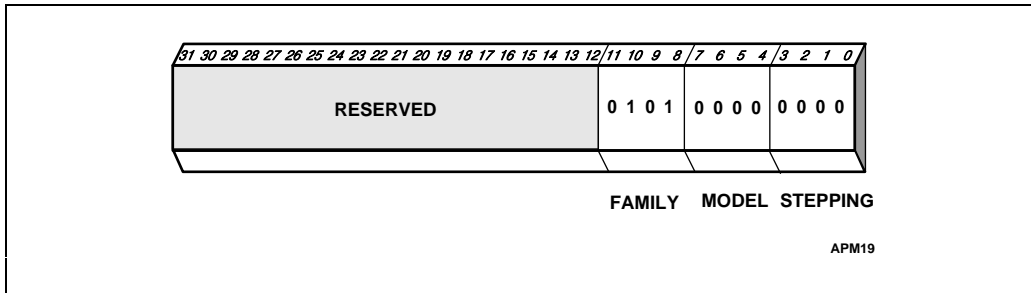 31 30 29 28 27 26 25 24 23 22 21 20 19 18 17 16 15 14 13 12 11 10 9 8 7 6 5 4 3 2 1 0
RESERVED 0 1 0 1 0 0 0 0 0 0 0 0
FAMILY MODEL STEPPING
APM19